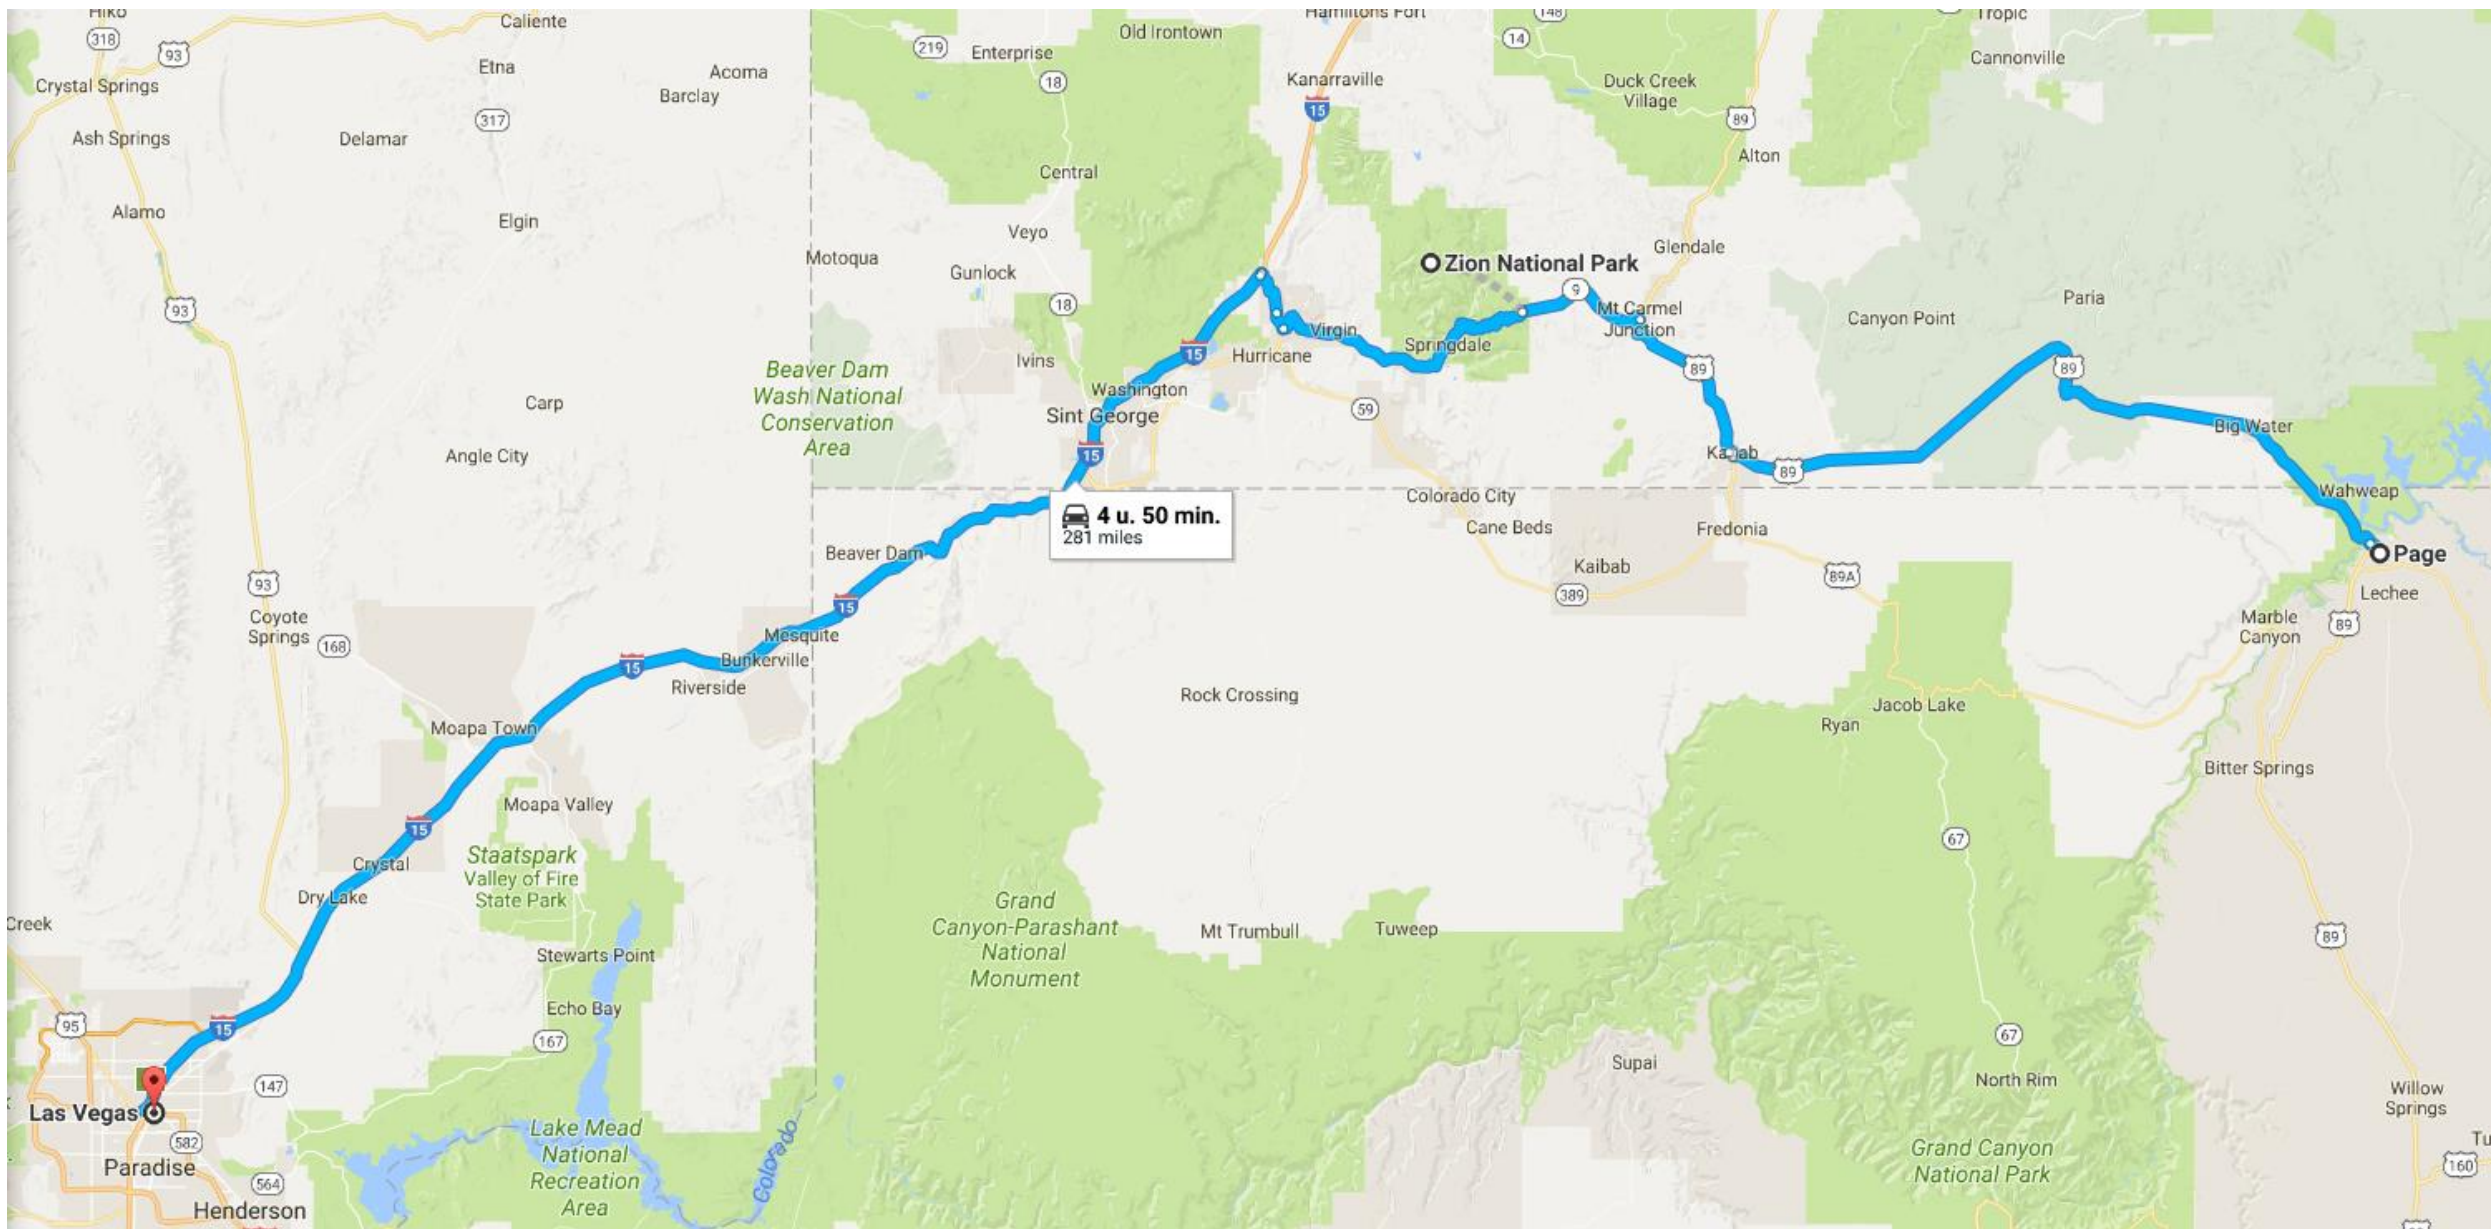 Hiko
Caliente
Hamiltons Fort
148
Tropic
318
93
Old Irontown
14
219
Enterprise
Cannonville
Etna
Acoma
Crystal Springs
Barclay
18
Kanarraville
Duck Creek
Village
15
317
89
Ash Springs
Delamar
Alton
Central
Alamo
Elgin
Veyo
Motoqua
Gunlock
Zion National Park
Glendale
9
93
18
Mt Carmel
Junction
Paria
Canyon Point
Virgin
Springdale
15
Hurricane
Ivins
89
89
Beaver Dam
Wash National
Conservation
Area
Washington
Carp
59
Sint George
Big Water
Angle City
15
Kanab
89
Colorado City
Wahweap
4 u. 50 min.
281 miles
Cane Beds
Fredonia
Beaver Dam
Page
Kaibab
89A
93
389
Lechee
15
Coyote
Springs
Marble
Canyon
89
168
Mesquite
15
Bunkerville
Riverside
Rock Crossing
Jacob Lake
Ryan
Moapa Town
Bitter Springs
Moapa Valley
15
67
Crystal
Staatspark
Valley of Fire
State Park
Dry Lake
Grand
Canyon-Parashant
National
Monument
Creek
Mt Trumbull
Tuweep
89
Stewarts Point
Echo Bay
95
15
167
67
Supai
147
North Rim
Willow
Springs
Las Vegas
582
Lake Mead
National
Recreation
Area
Colorado
Tu
Paradise
Grand Canyon
National Park
160
564
Henderson